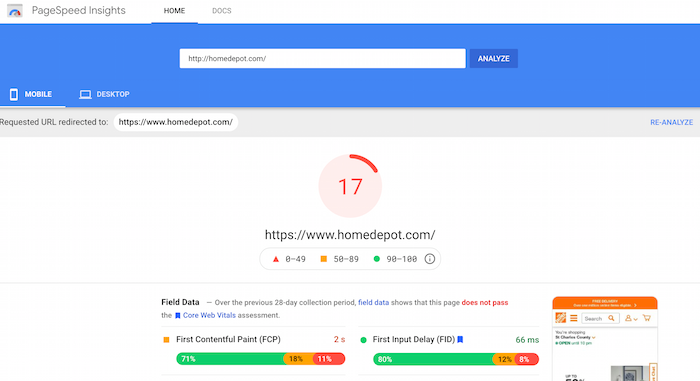 PageSpeed Insights
HOME
DOCS
http://homedepot.com/
ANALYZE
MOBILE
DESKTOP
Requested URL redirected to:
https://www.homedepot.com/
RE-ANALYZE
17
https://www.homedepot.com/
0–49
50–89
90–100
Field Data — Over the previous 28-day collection period, field data shows that this page does not pass
the Core Web Vitals assessment.
First Contentful Paint (FCP)
2 s
71%
18%
11%
First Input Delay (FID)
66 ms
80%
12%
8%
FREE DELIVERY
Search
You're shopping
St Charles County
OPEN until 10 pm
UP TO